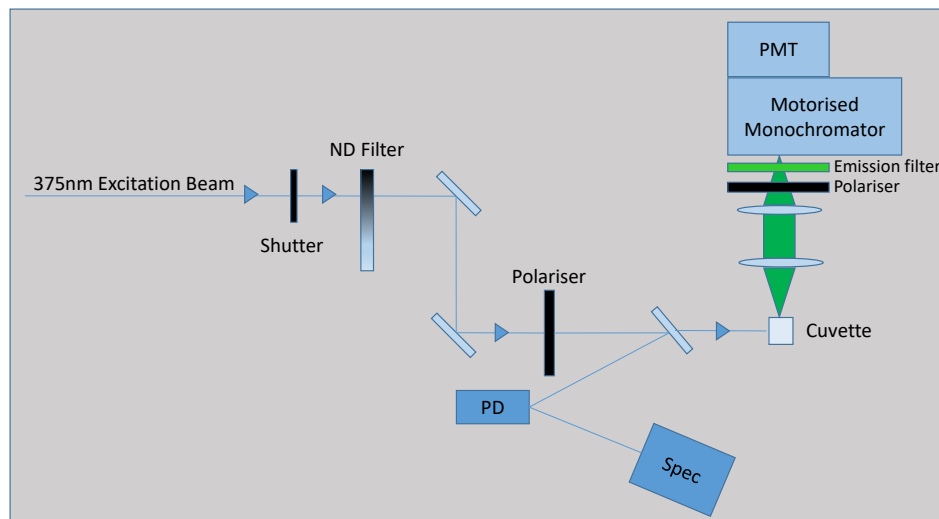 PMT
Motorised
Monochromator
Emission filter
Polariser
ND Filter
375nm Excitation Beam
Shutter
Polariser
Cuvette
PD
Spec